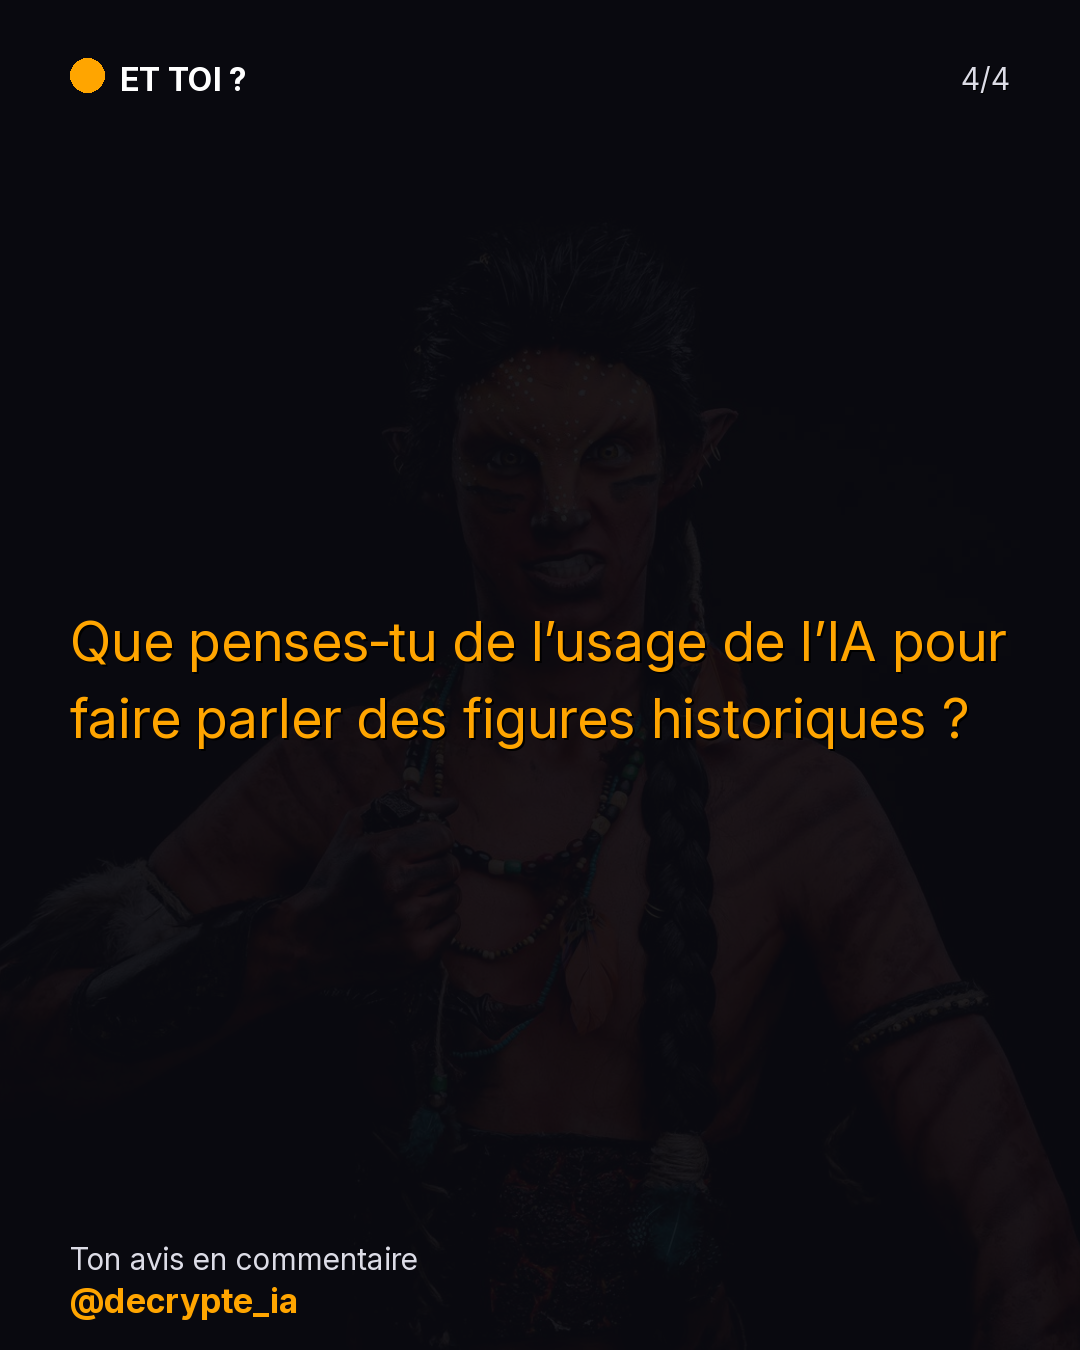 ET TOI ?
4/4
Que penses-tu de l’usage de l’IA pour
faire parler des figures historiques ?
Ton avis en commentaire
@decrypte_ia